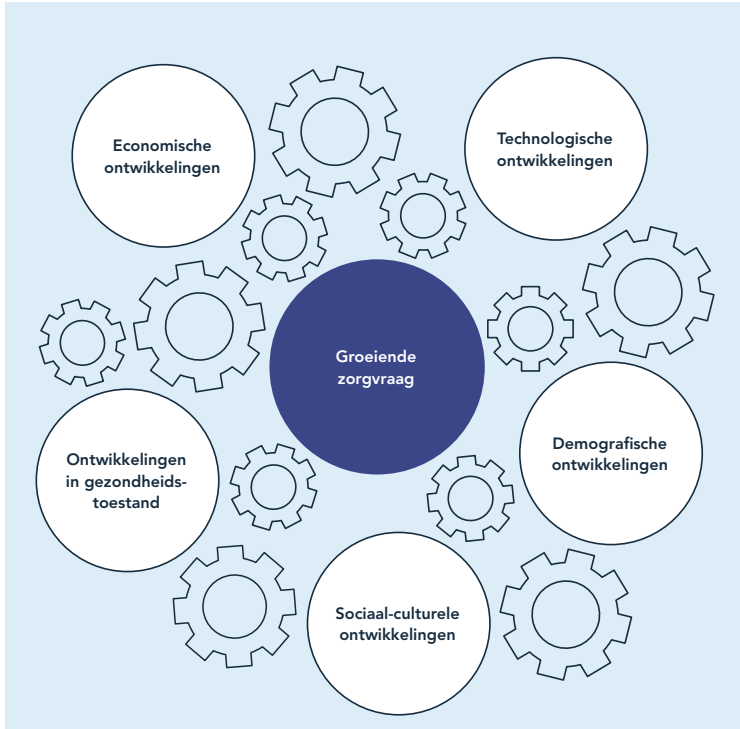 Economische
ontwikkelingen
Technologische
ontwikkelingen
Groeiende
zorgvraag
Ontwikkelingen
in gezondheids-
toestand
Demografische
ontwikkelingen
Sociaal-culturele
ontwikkelingen